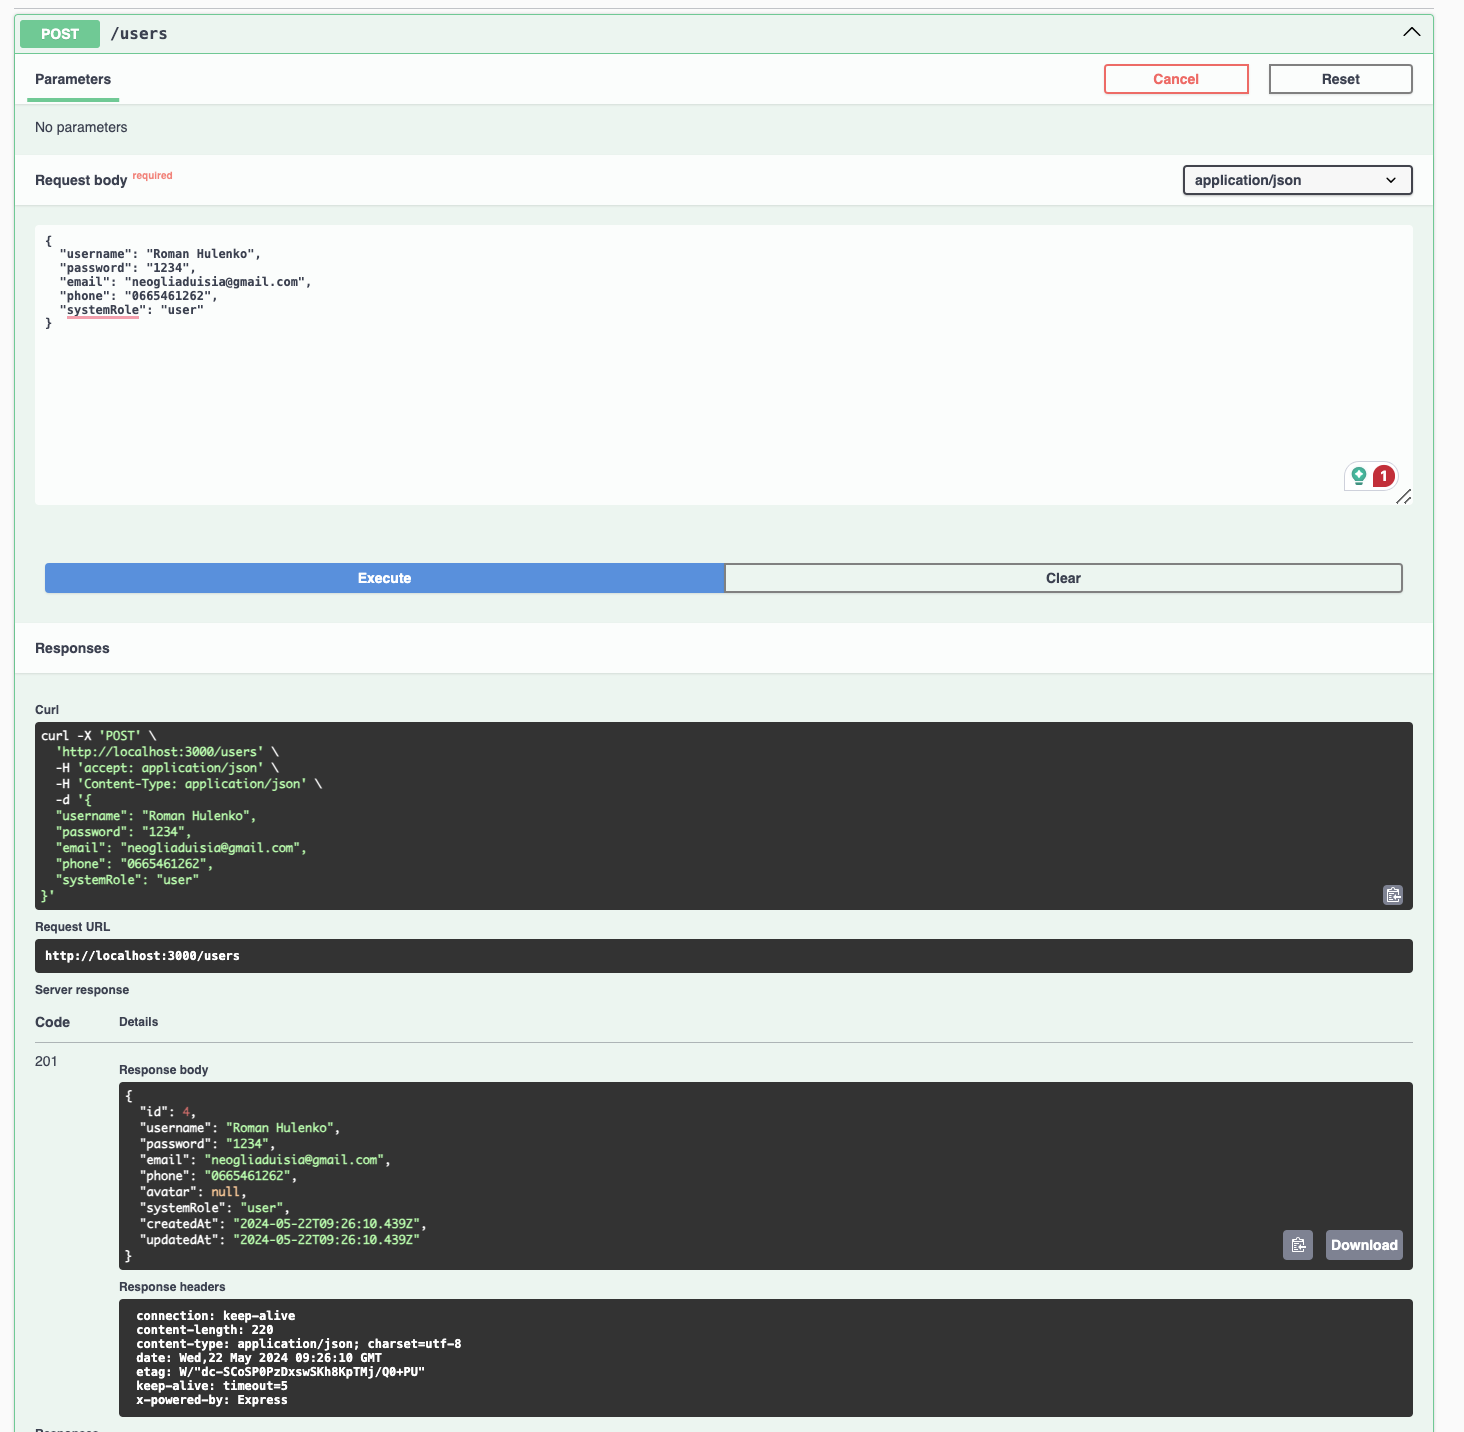 POST /users
Parameters
Cancel
Reset
No parameters
Request body required
application/json
{
  "username": "Roman Hulenko",
  "password": "1234",
  "email": "neogliaduisia@gmail.com",
  "phone": "0665461262",
  "systemRole": "user"
}
1
Execute
Clear
Responses
Curl
curl -X 'POST' \
  'http://localhost:3000/users' \
  -H 'accept: application/json' \
  -H 'Content-Type: application/json' \
  -d '{
  "username": "Roman Hulenko",
  "password": "1234",
  "email": "neogliaduisia@gmail.com",
  "phone": "0665461262",
  "systemRole": "user"
}'
Request URL
http://localhost:3000/users
Server response
Code Details
201
Response body
{
  "id": 4,
  "username": "Roman Hulenko",
  "password": "1234",
  "email": "neogliaduisia@gmail.com",
  "phone": "0665461262",
  "avatar": null,
  "systemRole": "user",
  "createdAt": "2024-05-22T09:26:10.439Z",
  "updatedAt": "2024-05-22T09:26:10.439Z"
}
Download
Response headers
connection: keep-alive
content-length: 220
content-type: application/json; charset=utf-8
date: Wed,22 May 2024 09:26:10 GMT
etag: W/"dc-SCoSP0PzDxswSKh8KpTMj/Q0+PU"
keep-alive: timeout=5
x-powered-by: Express
Responses